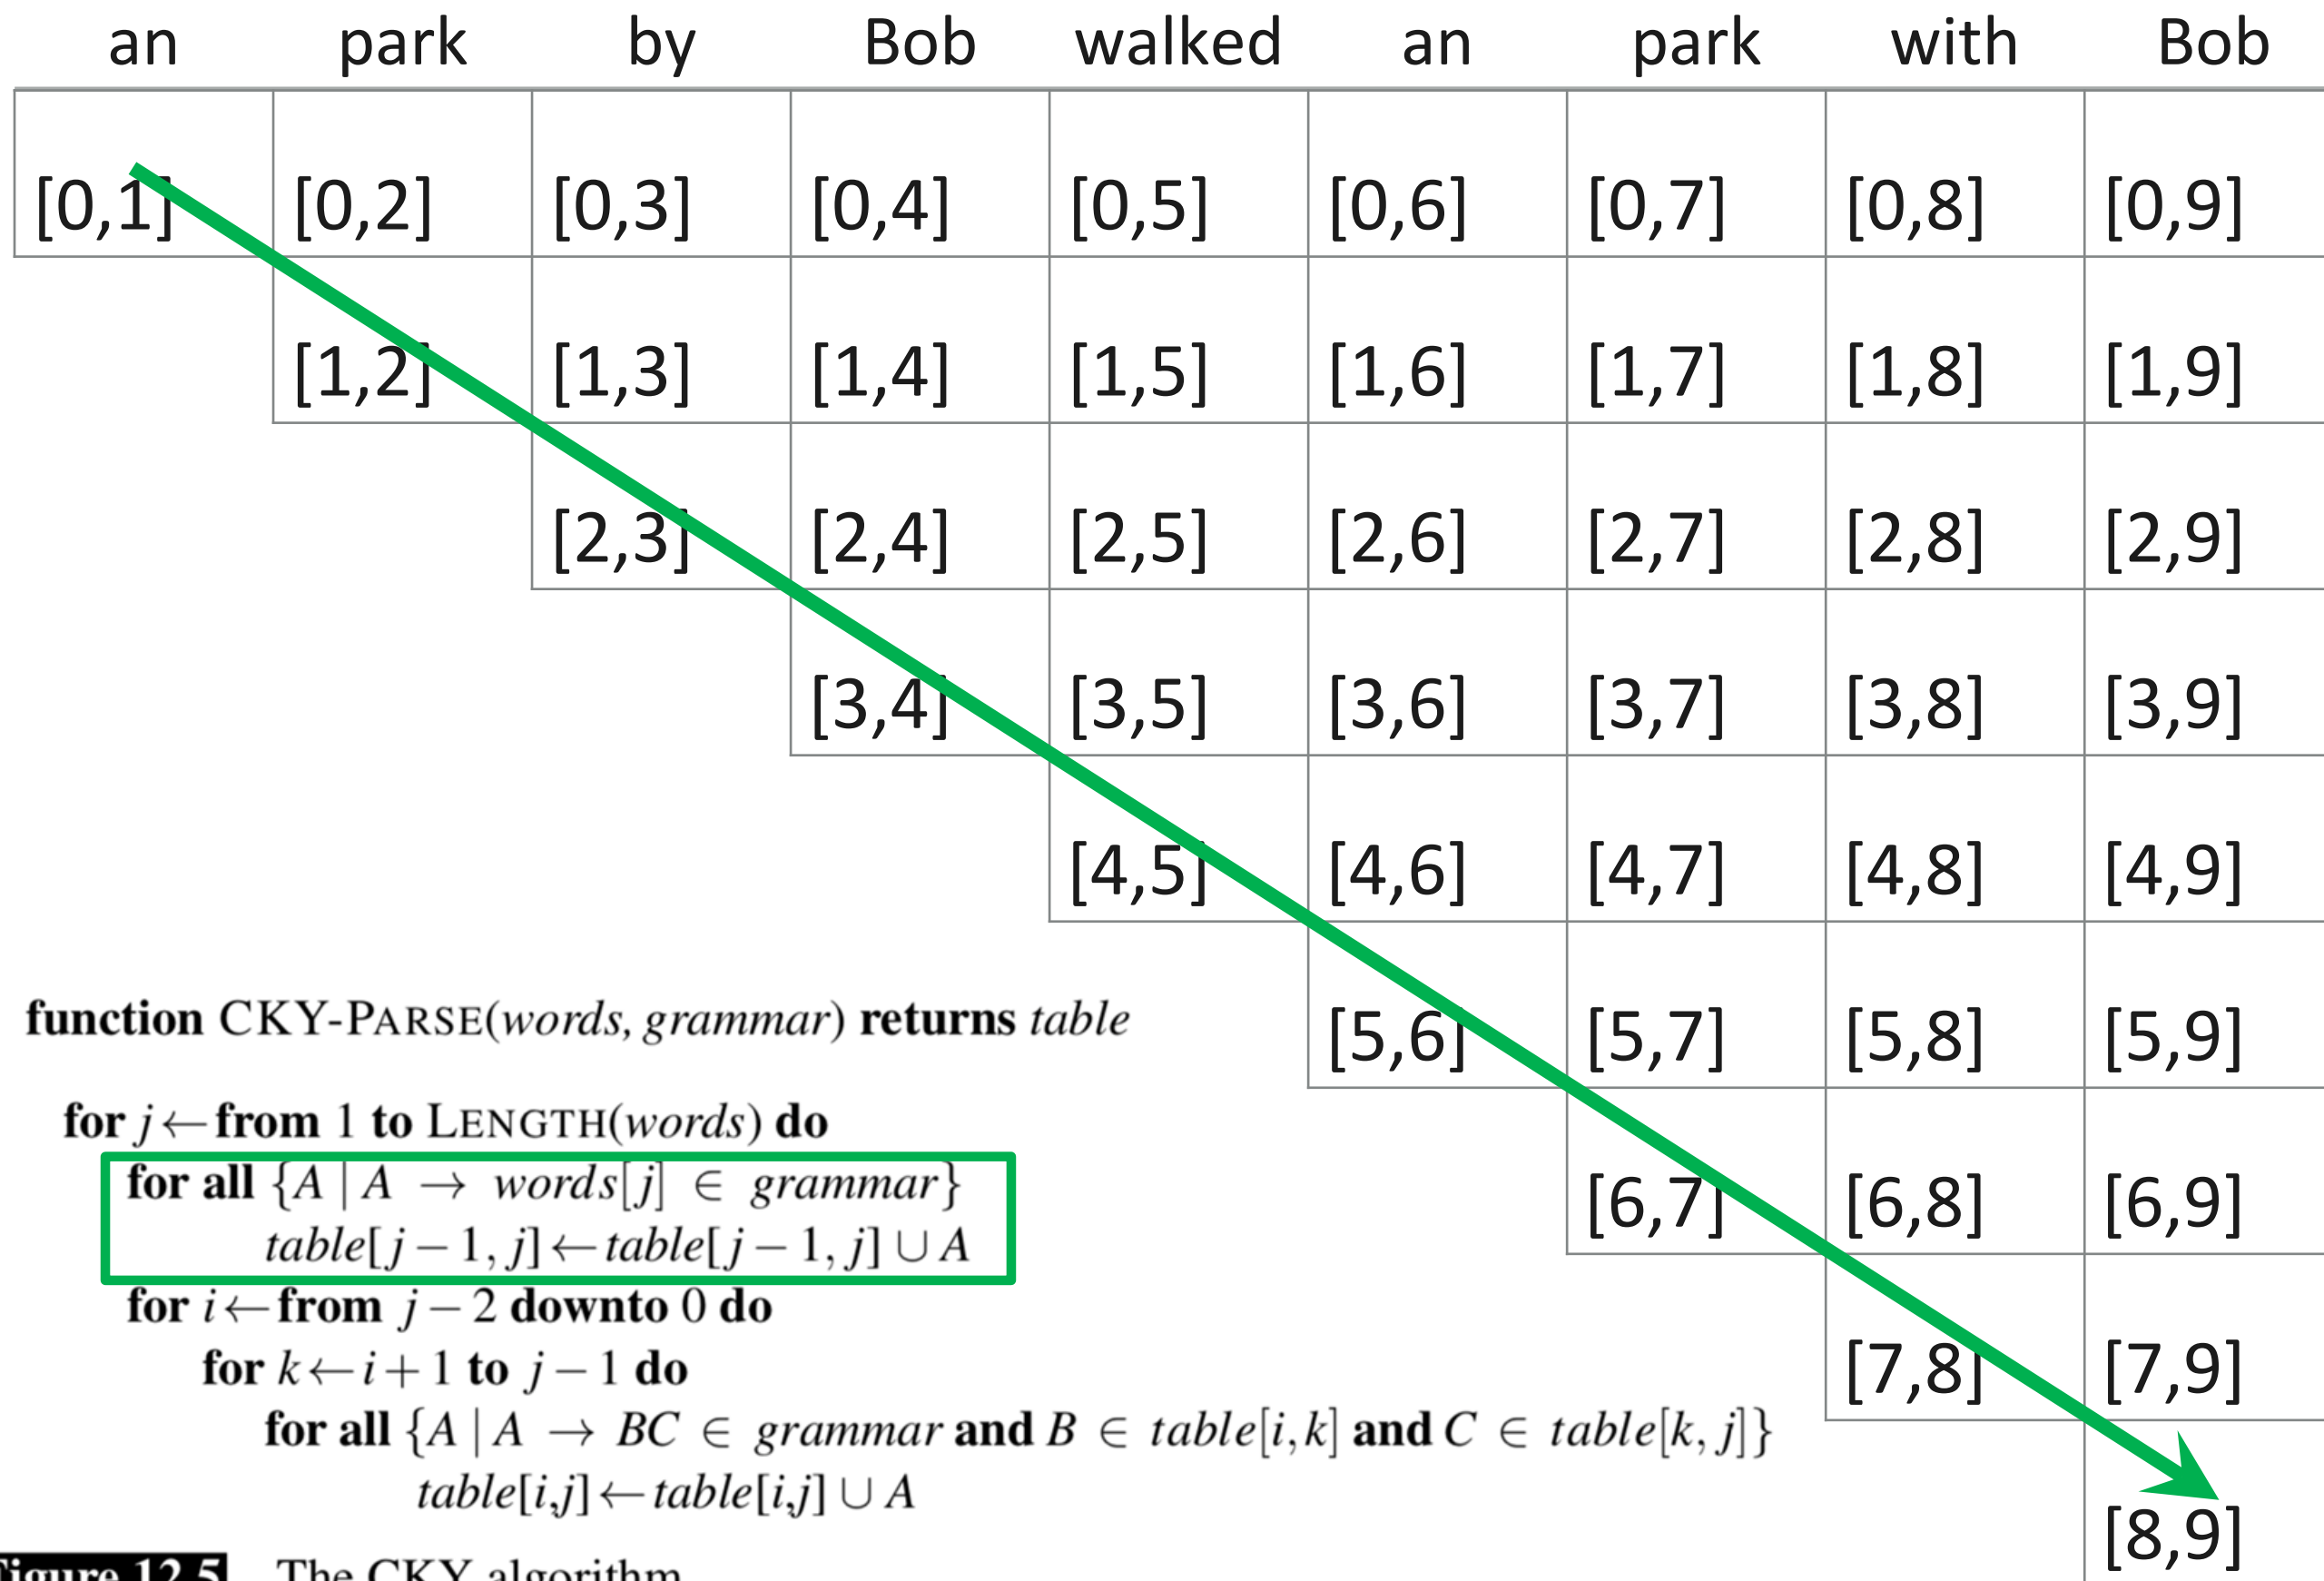 an park by Bob walked an park with Bob
[0,1] [0,2] [0,3] [0,4] [0,5] [0,6] [0,7] [0,8] [0,9]
[1,2] [1,3] [1,4] [1,5] [1,6] [1,7] [1,8] [1,9]
[2,3] [2,4] [2,5] [2,6] [2,7] [2,8] [2,9]
[3,4] [3,5] [3,6] [3,7] [3,8] [3,9]
[4,5] [4,6] [4,7] [4,8] [4,9]
[5,6] [5,7] [5,8] [5,9]
[6,7] [6,8] [6,9]
[7,8] [7,9]
[8,9]
function CKY-PARSE(words, grammar) returns table
for j ← from 1 to LENGTH(words) do
for all {A | A → words[j] ∈ grammar}
table[j − 1, j] ← table[j − 1, j] ∪ A
for i ← from j − 2 downto 0 do
for k ← i + 1 to j − 1 do
for all {A | A → BC ∈ grammar and B ∈ table[i,k] and C ∈ table[k, j]}
table[i,j] ← table[i,j] ∪ A
Figure 12.5 The CKY algorithm